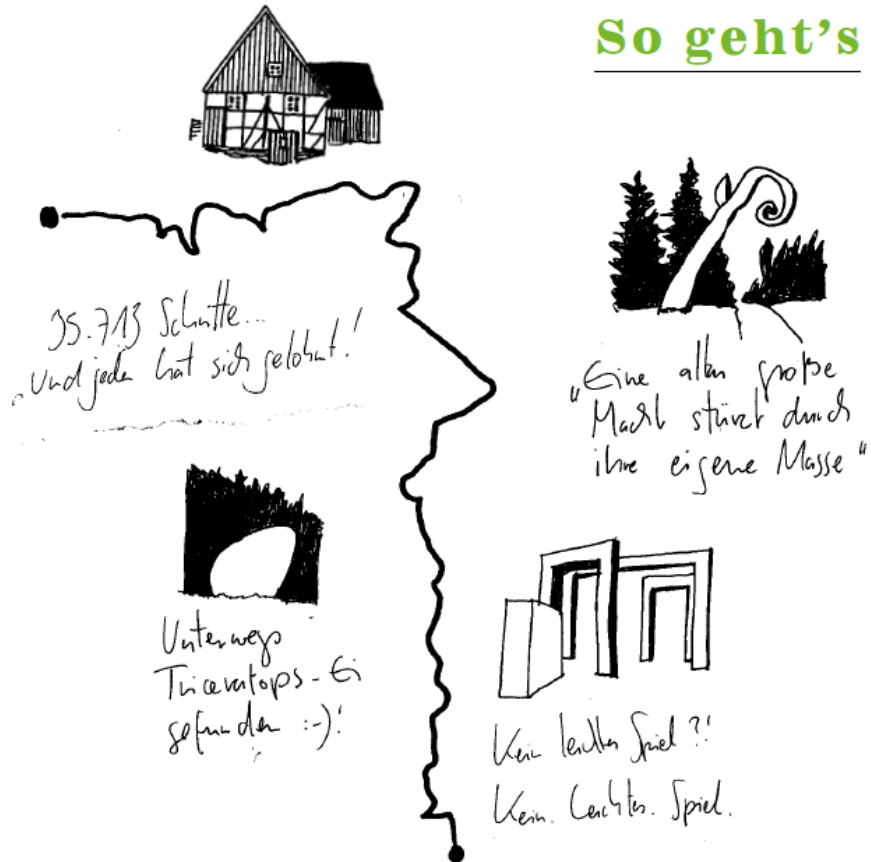 So geht's
35.713 Schritte...
„Und jeder hat sich gelohnt!
„Eine allzu große
Macht stürzt durch
ihre eigene Masse“
Unterwegs
Triceratops-Ei
gefunden :-)!
Kein leichtes Spiel?!
Kein. Leichtes. Spiel.